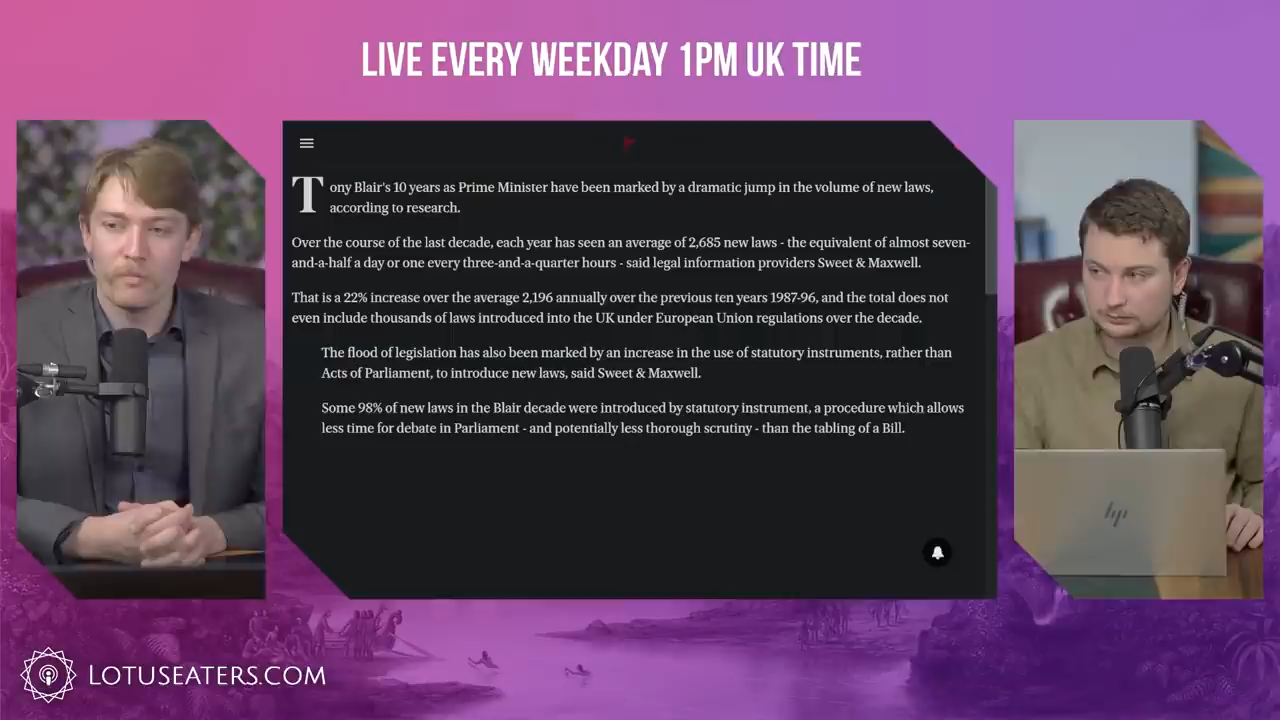 LIVE EVERY WEEKDAY 1PM UK TIME
Tony Blair's 10 years as Prime Minister have been marked by a dramatic jump in the volume of new laws,
according to research.
Over the course of the last decade, each year has seen an average of 2,685 new laws - the equivalent of almost seven-
and-a-half a day or one every three-and-a-quarter hours - said legal information providers Sweet & Maxwell.
That is a 22% increase over the average 2,196 annually over the previous ten years 1987-96, and the total does not
even include thousands of laws introduced into the UK under European Union regulations over the decade.
The flood of legislation has also been marked by an increase in the use of statutory instruments, rather than
Acts of Parliament, to introduce new laws, said Sweet & Maxwell.
Some 98% of new laws in the Blair decade were introduced by statutory instrument, a procedure which allows
less time for debate in Parliament - and potentially less thorough scrutiny - than the tabling of a Bill.
hp
LOTUSEATERS.COM